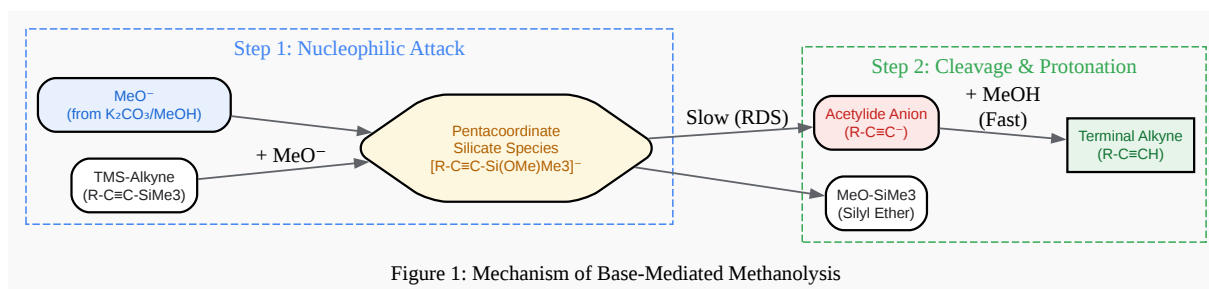 Step 1: Nucleophilic Attack
MeO⁻
(from K₂CO₃/MeOH)
TMS-Alkyne
(R-C≡C-SiMe3)
+ MeO⁻
Pentacoordinate
Silicate Species
[R-C≡C-Si(OMe)Me3]⁻
Slow (RDS)
Step 2: Cleavage & Protonation
Acetylide Anion
(R-C≡C⁻)
+ MeOH
(Fast)
Terminal Alkyne
(R-C≡CH)
MeO-SiMe3
(Silyl Ether)
Figure 1: Mechanism of Base-Mediated Methanolysis